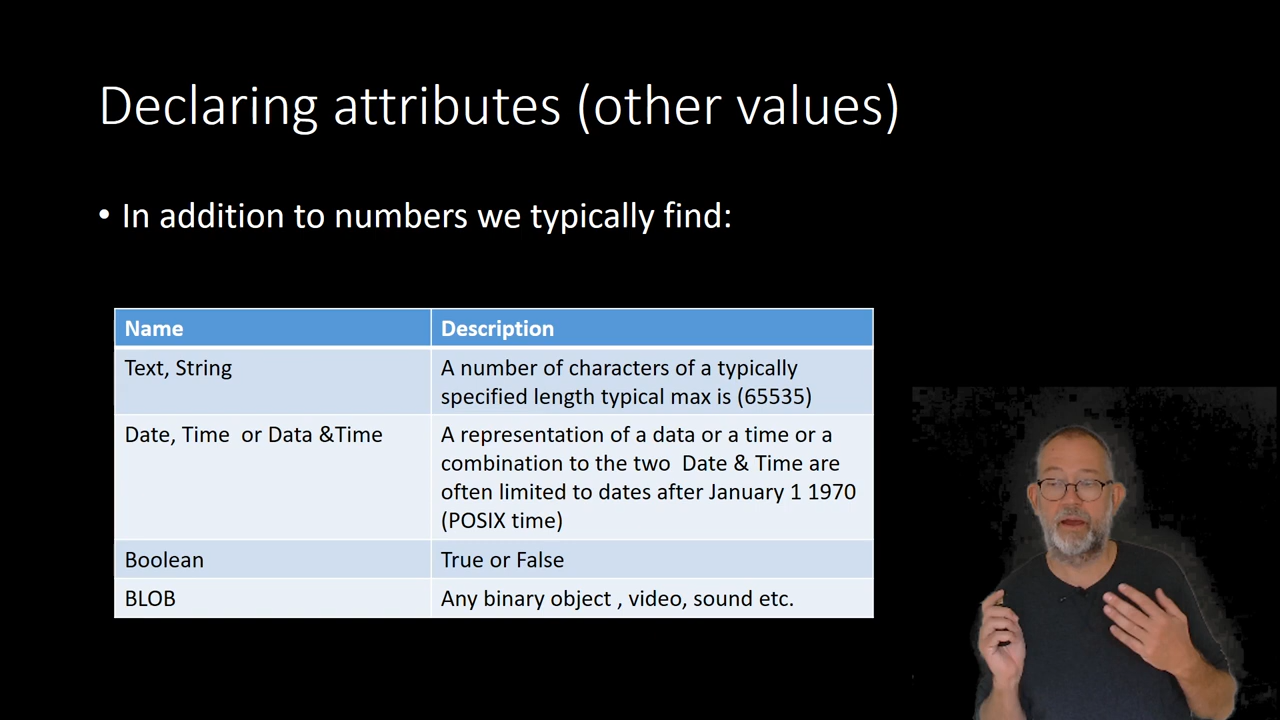 Declaring attributes (other values)
• In addition to numbers we typically find:
Name
Description
Text, String
A number of characters of a typically
specified length typical max is (65535)
Date, Time  or Data &Time
A representation of a data or a time or a
combination to the two  Date & Time are
often limited to dates after January 1 1970
(POSIX time)
Boolean
True or False
BLOB
Any binary object , video, sound etc.